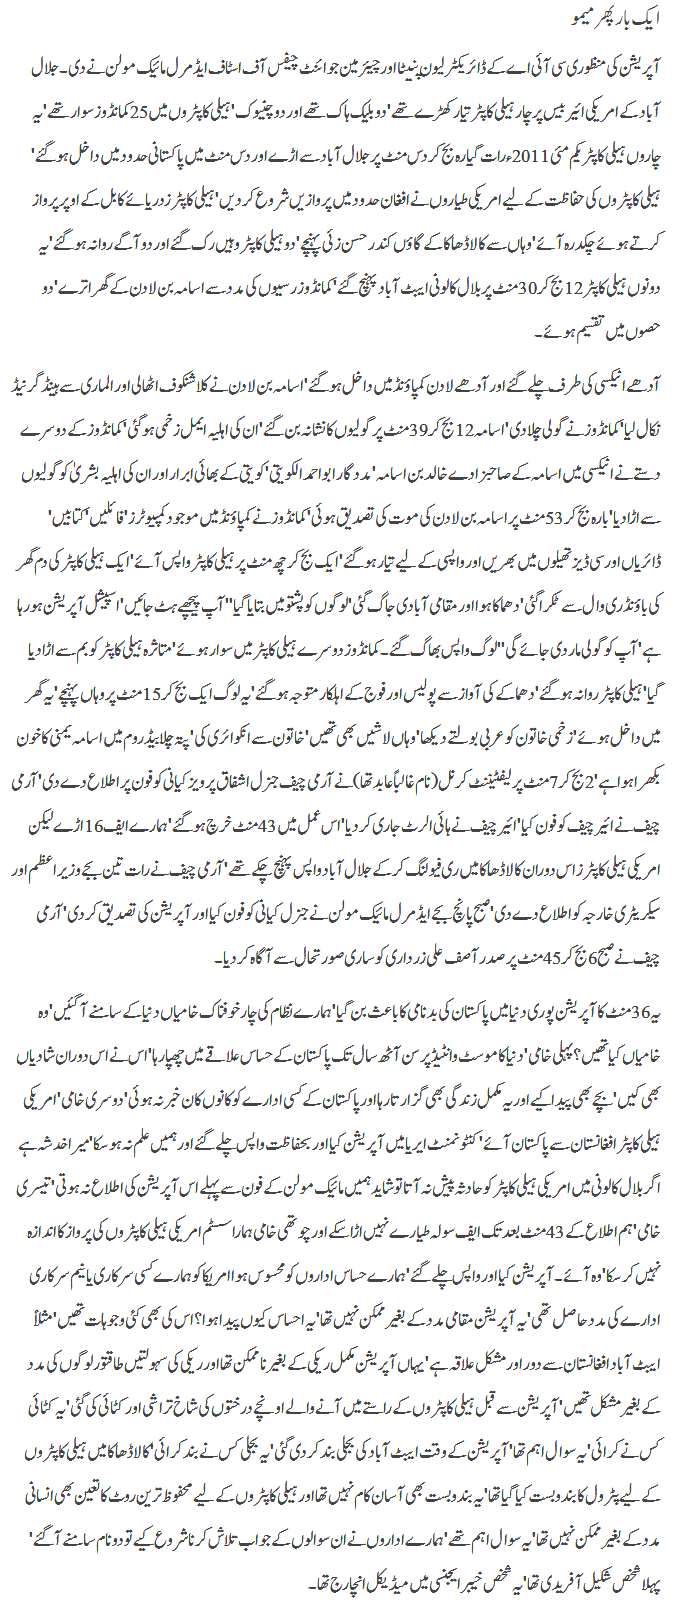 ایک بار پھر میمو
آپریشن کی منظوری سی آئی اے کے ڈائریکٹر لیون پنیٹا اور چیئرمین جوائنٹ چیفس آف اسٹاف ایڈمرل مائیک مولن نے دی۔ جلال
آباد کے امریکی ائیر بیس پر چار ہیلی کاپٹر تیار کھڑے تھے' دو بلیک ہاک تھے اور دو چنیوک' ہیلی کاپٹروں میں 25 کمانڈوز سوار تھے' یہ
چاروں ہیلی کاپٹر یکم مئی 2011ء رات گیارہ بج کر دس منٹ پر جلال آباد سے اڑے اور دس منٹ میں پاکستانی حدود میں داخل ہو گئے'
ہیلی کاپٹروں کی حفاظت کے لیے امریکی طیاروں نے افغان حدود میں پروازیں شروع کر دیں' ہیلی کاپٹرز دریائے کابل کے اوپر پرواز
کرتے ہوئے چکدرہ آئے' وہاں سے کالا ڈھاکا کے گاؤں کندر حسن زئی پہنچے' دو ہیلی کاپٹر وہیں رک گئے اور دو آگے روانہ ہو گئے' یہ
دونوں ہیلی کاپٹر 12 بج کر 30 منٹ پر بلال کالونی ایبٹ آباد پہنچ گئے' کمانڈوز رسیوں کی مدد سے اسامہ بن لادن کے گھر اترے' دو
حصوں میں تقسیم ہوئے۔
آدھے انیکسی کی طرف چلے گئے اور آدھے لادن کمپاؤنڈ میں داخل ہو گئے' اسامہ بن لادن نے کلاشنکوف اٹھالی اور الماری سے ہینڈ گرنیڈ
نکال لیا' کمانڈوز نے گولی چلا دی' اسامہ 12 بج کر 39 منٹ پر گولیوں کا نشانہ بن گئے' ان کی اہلیہ ایمل زخمی ہو گئی' کمانڈوز کے دوسرے
دستے نے انیکسی میں اسامہ کے صاحبزادے خالد بن اسامہ' مددگار ابو احمد الکویتی' کویتی کے بھائی ابرار اور ان کی اہلیہ بشریٰ کو گولیوں
سے اڑا دیا' بارہ بج کر 53 منٹ پر اسامہ بن لادن کی موت کی تصدیق ہوئی' کمانڈوز نے کمپاؤنڈ میں موجود کمپیوٹرز' فائلیں' کتابیں'
ڈائریاں اور سی ڈیز تھیلوں میں بھریں اور واپسی کے لیے تیار ہو گئے' ایک بج کر چھ منٹ پر ہیلی کاپٹر واپس آئے' ایک ہیلی کاپٹر کی دم گھر
کی باؤنڈری وال سے ٹکرا گئی' دھماکا ہوا اور مقامی آبادی جاگ گئی' لوگوں کو پشتو میں بتایا گیا ''آپ پیچھے ہٹ جائیں' اسپیشل آپریشن ہو رہا
ہے' آپ کو گولی مار دی جائے گی'' لوگ واپس بھاگ گئے۔ کمانڈوز دوسرے ہیلی کاپٹر میں سوار ہوئے' متاثرہ ہیلی کاپٹر کو بم سے اڑا دیا
گیا' ہیلی کاپٹر روانہ ہو گئے' دھماکے کی آواز سے پولیس اور فوج کے اہلکار متوجہ ہو گئے' یہ لوگ ایک بج کر 15 منٹ پر وہاں پہنچے' یہ گھر
میں داخل ہوئے' زخمی خاتون کو عربی بولتے دیکھا' وہاں لاشیں بھی تھیں' خاتون سے انکوائری کی' پتہ چلا بیڈ روم میں اسامہ یمنی کا خون
بکھرا ہوا ہے' 2 بج کر 7 منٹ پر لیفٹیننٹ کرنل (نام غالباً عابد تھا) نے آرمی چیف جنرل اشفاق پرویز کیانی کو فون پر اطلاع دے دی' آرمی
چیف نے ائیر چیف کو فون کیا' ائیر چیف نے ہائی الرٹ جاری کر دیا' اس عمل میں 43 منٹ خرچ ہو گئے' ہمارے ایف 16 اڑے لیکن
امریکی ہیلی کاپٹرز اس دوران کالا ڈھاکا میں ری فیولنگ کر کے جلال آباد واپس پہنچ چکے تھے' آرمی چیف نے رات تین بجے وزیراعظم اور
سیکریٹری خارجہ کو اطلاع دے دی' صبح پانچ بجے ایڈمرل مائیک مولن نے جنرل کیانی کو فون کیا اور آپریشن کی تصدیق کر دی' آرمی
چیف نے صبح 6 بج کر 45 منٹ پر صدر آصف علی زرداری کو ساری صورتحال سے آگاہ کر دیا۔
یہ 36 منٹ کا آپریشن پوری دنیا میں پاکستان کی بدنامی کا باعث بن گیا' ہمارے نظام کی چار خوفناک خامیاں دنیا کے سامنے آ گئیں' وہ
خامیاں کیا تھیں؟ پہلی خامی' دنیا کا موسٹ وانٹیڈ پرسن آٹھ سال تک پاکستان کے حساس علاقے میں چھپا رہا' اس نے اس دوران شادیاں
بھی کیں' بچے بھی پیدا کیے اور یہ مکمل زندگی بھی گزارتا رہا اور پاکستان کے کسی ادارے کو کانوں کان خبر نہ ہوئی' دوسری خامی' امریکی
ہیلی کاپٹر افغانستان سے پاکستان آئے' کنٹونمنٹ ایریا میں آپریشن کیا اور بحفاظت واپس چلے گئے اور ہمیں علم نہ ہو سکا' میرا خدشہ ہے
اگر بلال کالونی میں امریکی ہیلی کاپٹر کو حادثہ پیش نہ آتا تو شاید ہمیں مائیک مولن کے فون سے پہلے اس آپریشن کی اطلاع نہ ہوتی' تیسری
خامی' ہم اطلاع کے 43 منٹ بعد تک ایف سولہ طیارے نہیں اڑا سکے اور چوتھی خامی ہمارا سسٹم امریکی ہیلی کاپٹروں کی پرواز کا اندازہ
نہیں کر سکا' وہ آئے۔ آپریشن کیا اور واپس چلے گئے' ہمارے حساس اداروں کو محسوس ہوا امریکا کو ہمارے کسی سرکاری یا نیم سرکاری
ادارے کی مدد حاصل تھی' یہ آپریشن مقامی مدد کے بغیر ممکن نہیں تھا' یہ احساس کیوں پیدا ہوا؟ اس کی بھی کئی وجوہات تھیں' مثلاً
ایبٹ آباد افغانستان سے دور اور مشکل علاقہ ہے' یہاں آپریشن مکمل ریکی کے بغیر ناممکن تھا اور ریکی کی سہولتیں طاقتور لوگوں کی مدد
کے بغیر مشکل تھیں' آپریشن سے قبل ہیلی کاپٹروں کے راستے میں آنے والے اونچے درختوں کی شاخ تراشی اور کٹائی کی گئی' یہ کٹائی
کس نے کرائی' یہ سوال اہم تھا' آپریشن کے وقت ایبٹ آباد کی بجلی بند کر دی گئی' یہ بجلی کس نے بند کرائی' کالا ڈھاکا میں ہیلی کاپٹروں
کے لیے پٹرول کا بندوبست کیا گیا تھا' یہ بندوبست بھی آسان کام نہیں تھا اور ہیلی کاپٹروں کے لیے محفوظ ترین روٹ کا تعین بھی انسانی
مدد کے بغیر ممکن نہیں تھا' یہ سوال اہم تھے' ہمارے اداروں نے ان سوالوں کے جواب تلاش کرنا شروع کیے تو دو نام سامنے آ گئے'
پہلا شخص شکیل آفریدی تھا' یہ شخص خیبر ایجنسی میں میڈیکل انچارج تھا۔